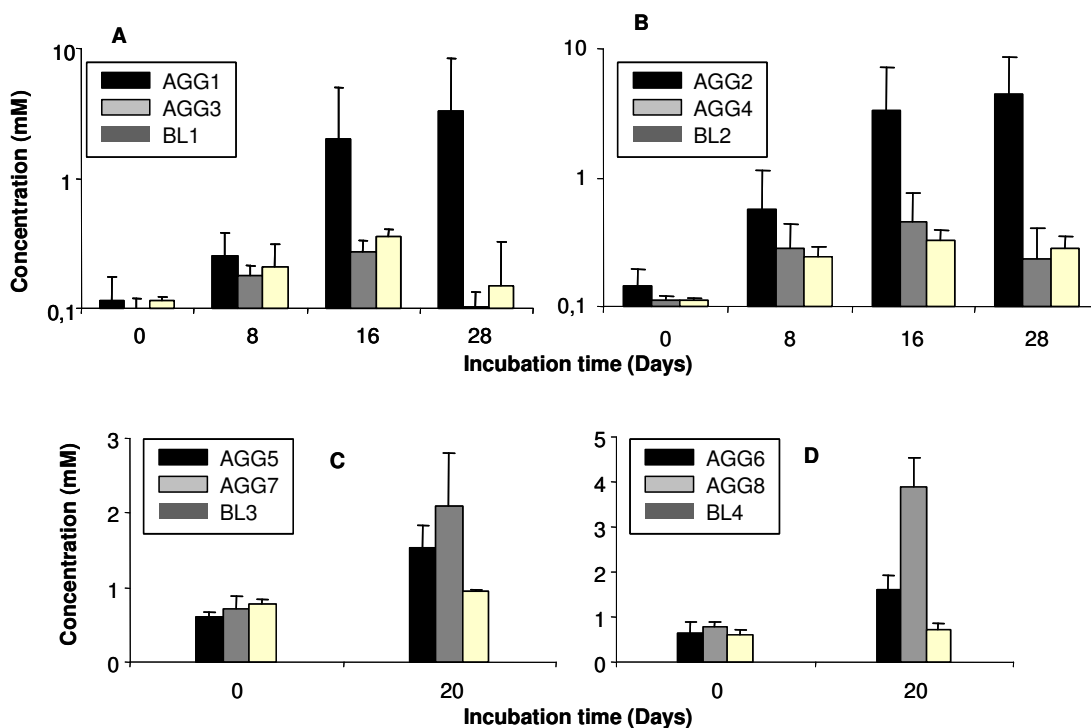 A
10
1
0,1
AGG1
AGG3
BL1
0
8
16
28
Concentration (mM)
B
10
1
0,1
AGG2
AGG4
BL2
0
8
16
28
Incubation time (Days)
C
3
2
1
0
AGG5
AGG7
BL3
0
20
Concentration (mM)
D
5
4
3
2
1
0
AGG6
AGG8
BL4
0
20
Incubation time (Days)